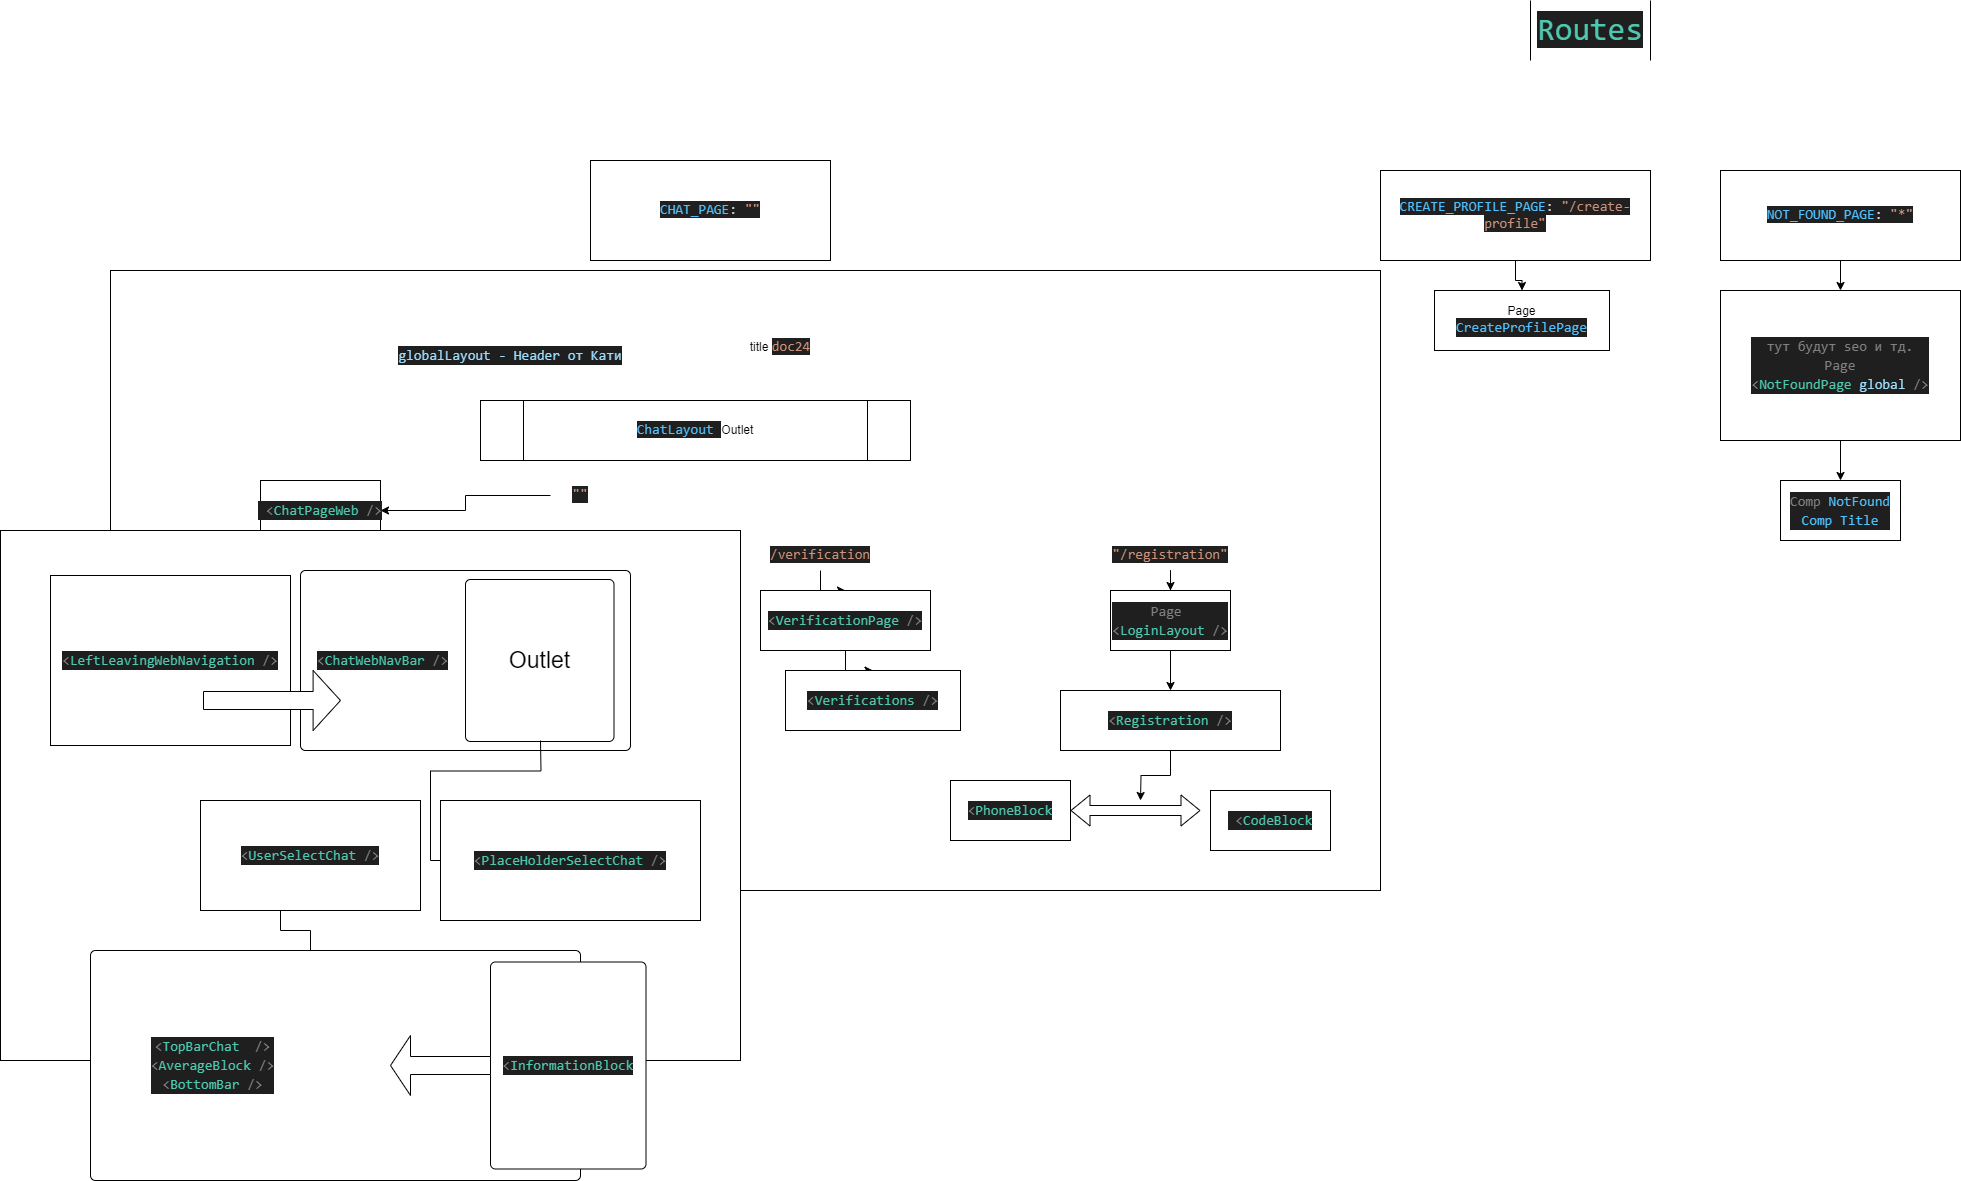 Routes
CHAT_PAGE: ""
CREATE_PROFILE_PAGE: "/create-
profile"
NOT_FOUND_PAGE: "*"
Page
CreateProfilePage
тут будут seo и тд.
Page
<NotFoundPage global />
Comp NotFound
Comp Title
globalLayout - Header от Кати
title doc24
ChatLayout Outlet
""
<ChatPageWeb />
/verification
"/registration"
<VerificationPage />
<Verifications />
Page
<LoginLayout />
<Registration />
<PhoneBlock
<CodeBlock
<LeftLeavingWebNavigation />
<ChatWebNavBar />
Outlet
<UserSelectChat />
<PlaceHolderSelectChat />
<TopBarChat />
<AverageBlock />
<BottomBar />
<InformationBlock